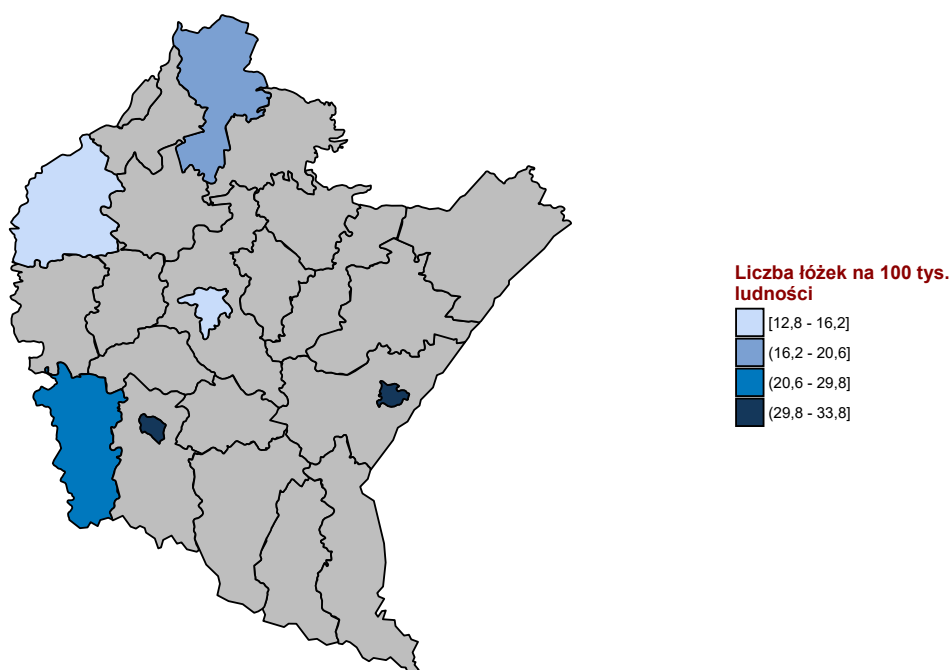 Liczba łóżek na 100 tys.
ludności
[12,8 - 16,2]
(16,2 - 20,6]
(20,6 - 29,8]
(29,8 - 33,8]